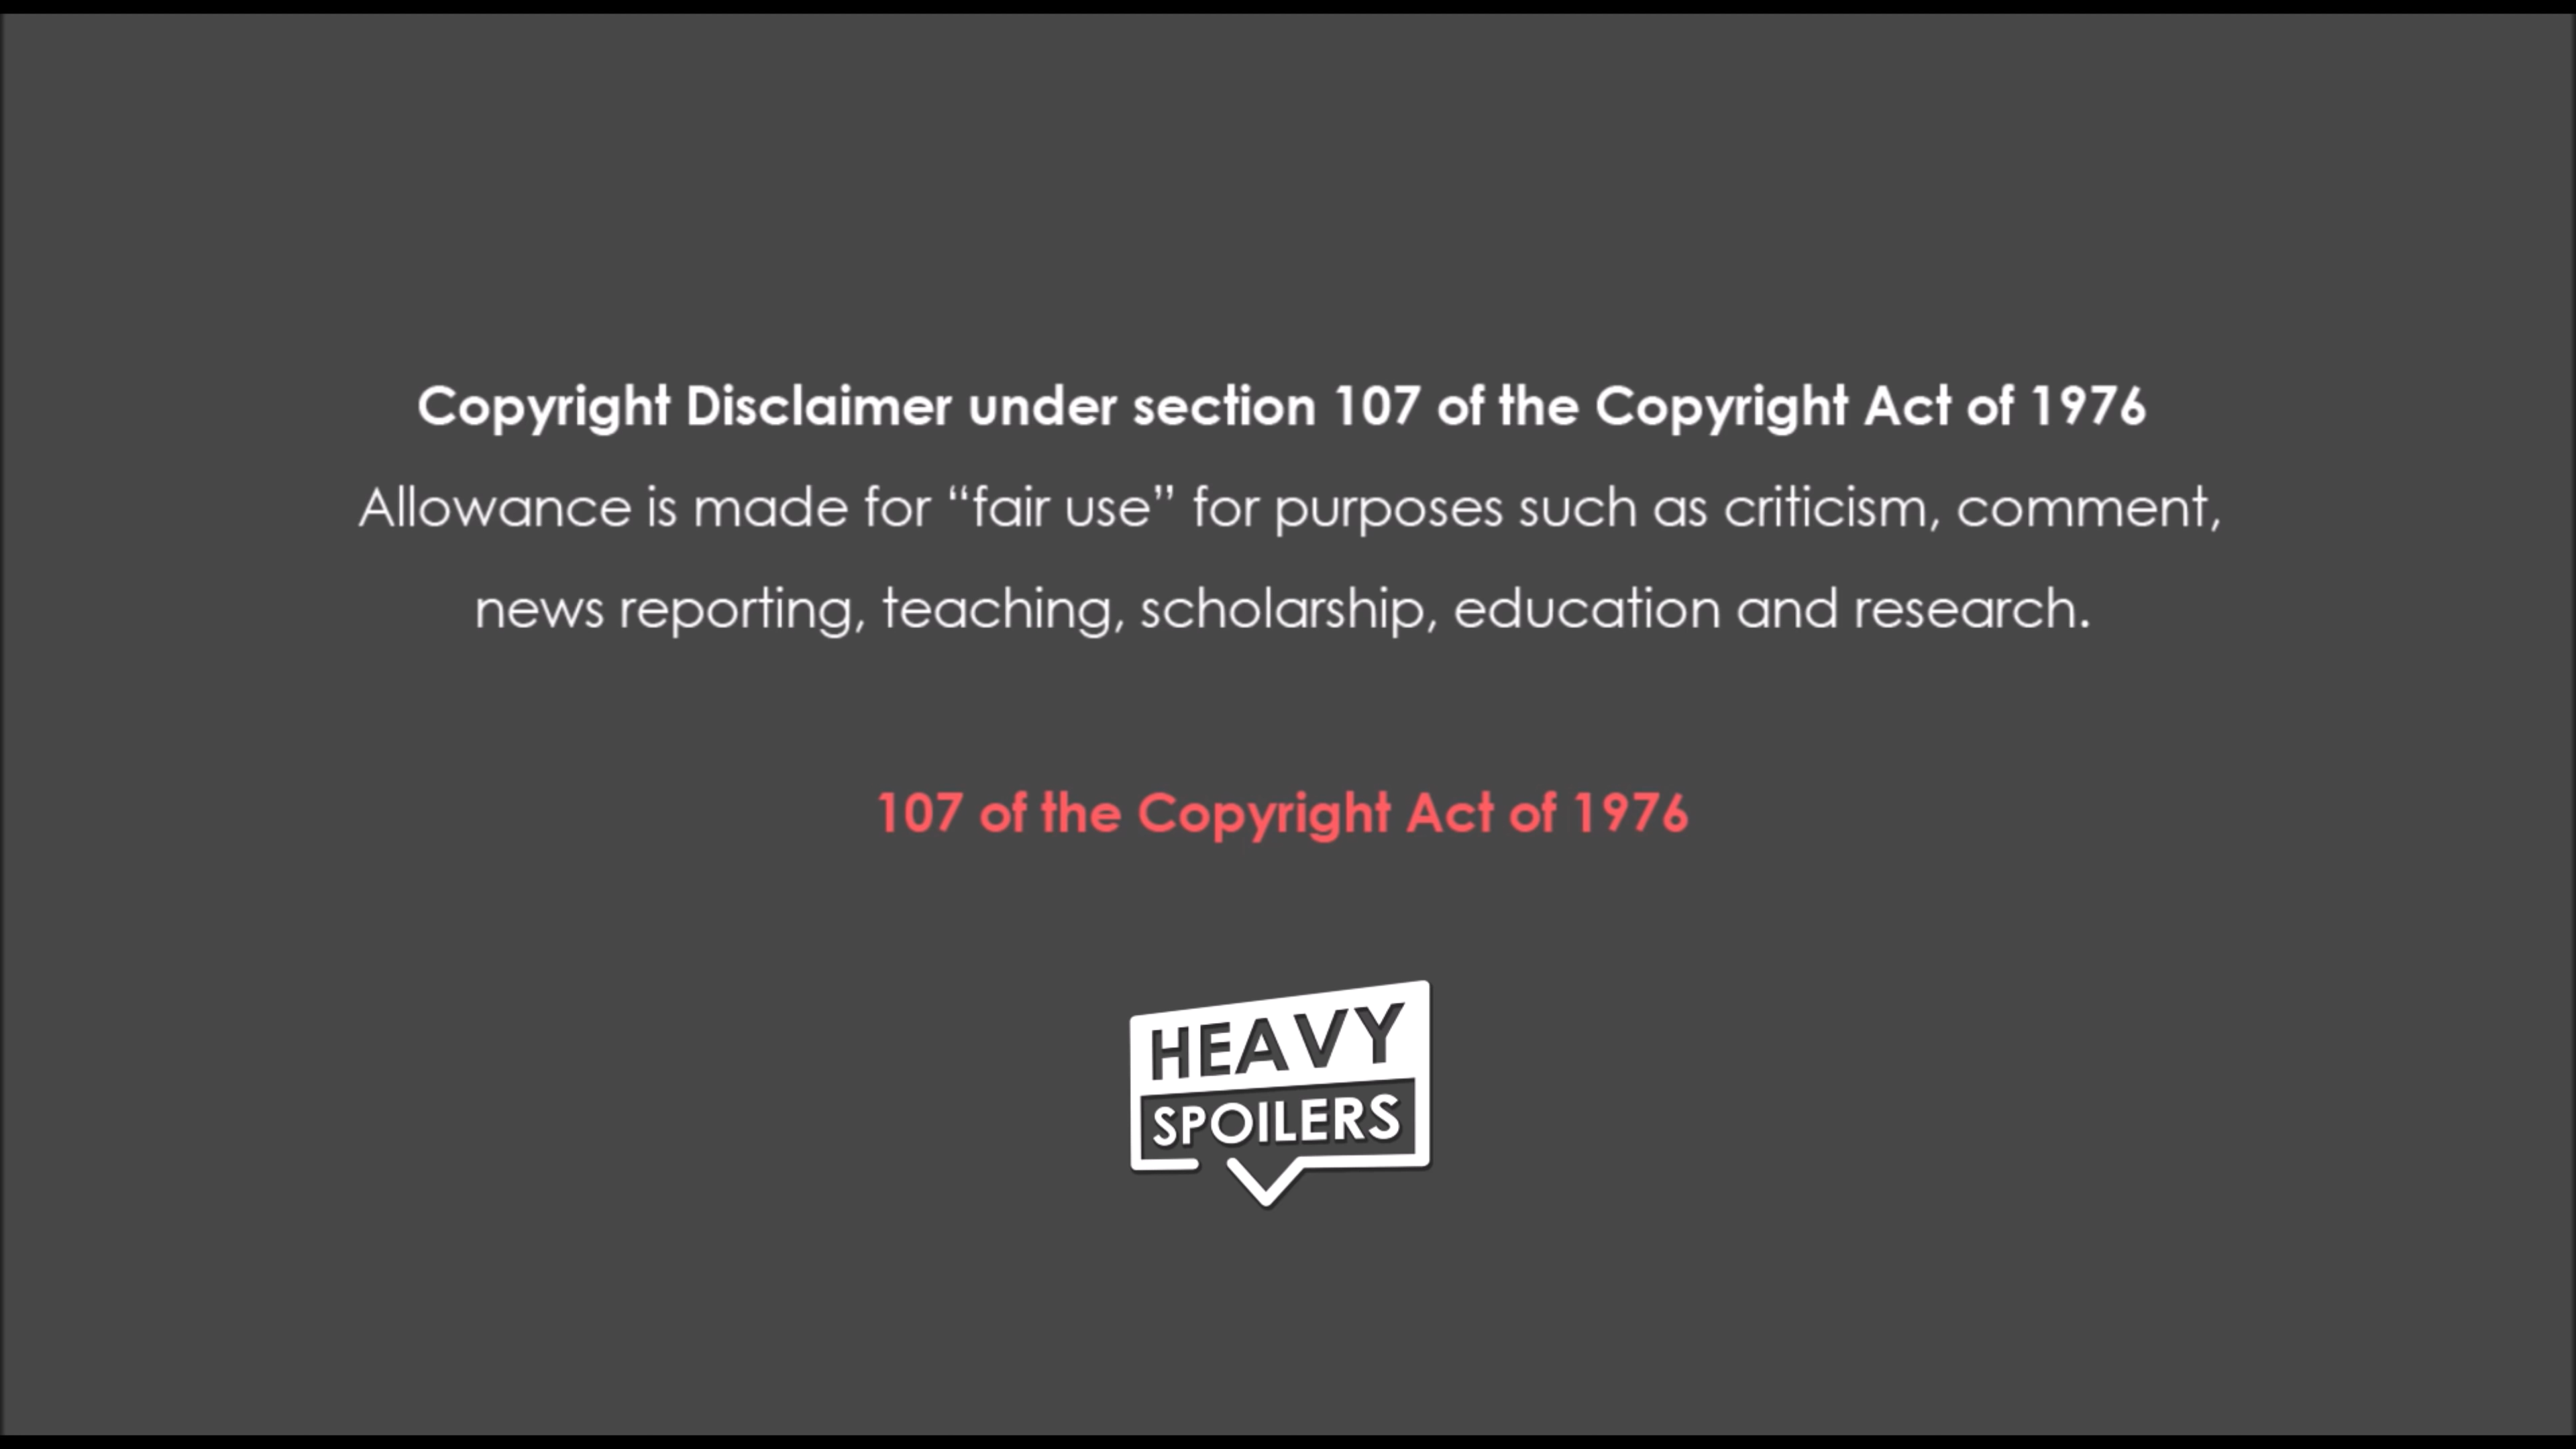 Copyright Disclaimer under section 107 of the Copyright Act of 1976
Allowance is made for “fair use” for purposes such as criticism, comment,
news reporting, teaching, scholarship, education and research.
107 of the Copyright Act of 1976
HEAVY
SPOILERS